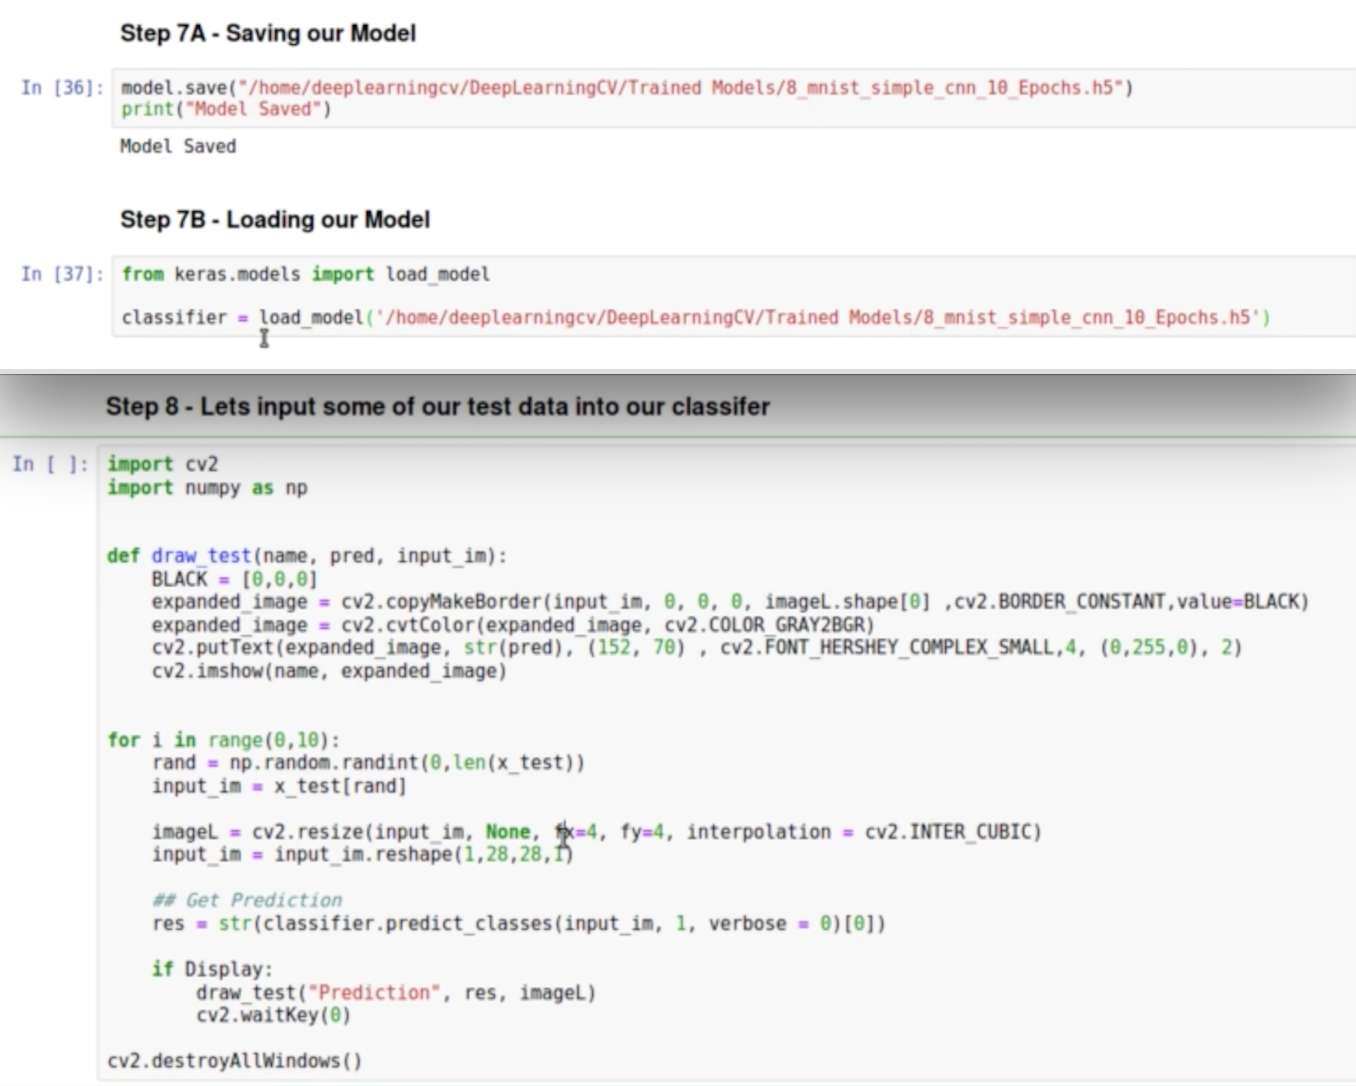 Step 7A - Saving our Model
In [36]: model.save("/home/deeplearningcv/DeepLearningCV/Trained Models/8_mnist_simple_cnn_10_Epochs.h5")
print("Model Saved")
Model Saved
Step 7B - Loading our Model
In [37]: from keras.models import load_model
classifier = load_model('/home/deeplearningcv/DeepLearningCV/Trained Models/8_mnist_simple_cnn_10_Epochs.h5')
Step 8 - Lets input some of our test data into our classifer
In [ ]: import cv2
import numpy as np
def draw_test(name, pred, input_im):
    BLACK = [0,0,0]
    expanded_image = cv2.copyMakeBorder(input_im, 0, 0, 0, imageL.shape[0] ,cv2.BORDER_CONSTANT,value=BLACK)
    expanded_image = cv2.cvtColor(expanded_image, cv2.COLOR_GRAY2BGR)
    cv2.putText(expanded_image, str(pred), (152, 70) , cv2.FONT_HERSHEY_COMPLEX_SMALL,4, (0,255,0), 2)
    cv2.imshow(name, expanded_image)
for i in range(0,10):
    rand = np.random.randint(0,len(x_test))
    input_im = x_test[rand]
    imageL = cv2.resize(input_im, None, fx=4, fy=4, interpolation = cv2.INTER_CUBIC)
    input_im = input_im.reshape(1,28,28,1)
    ## Get Prediction
    res = str(classifier.predict_classes(input_im, 1, verbose = 0)[0])
    if Display:
        draw_test("Prediction", res, imageL)
        cv2.waitKey(0)
cv2.destroyAllWindows()